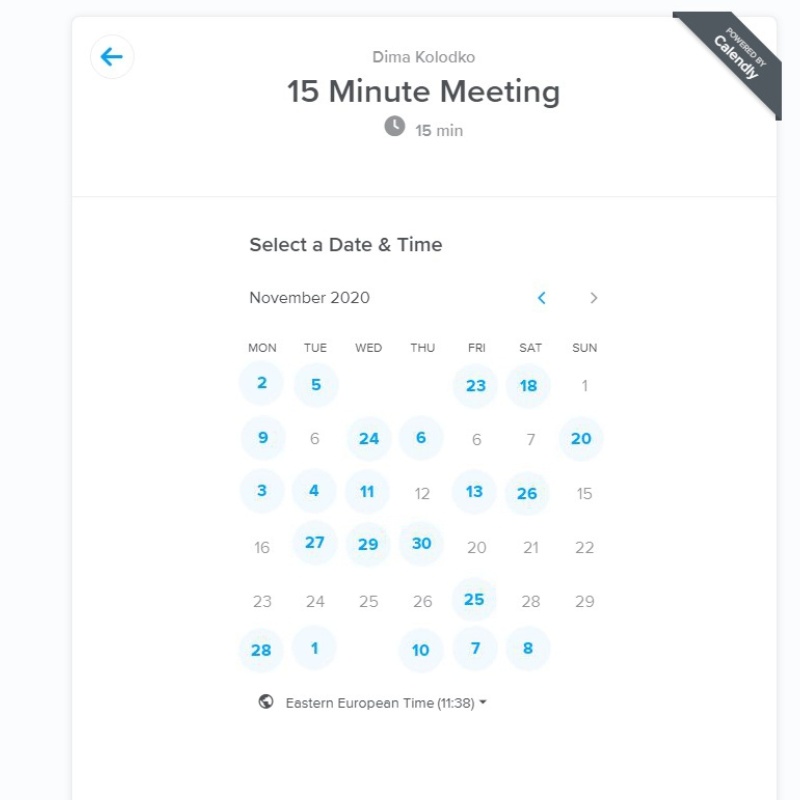 POWERED BY
Calendly
Dima Kolodko
15 Minute Meeting
15 min
Select a Date & Time
November 2020
MON TUE WED THU FRI SAT SUN
2 5 23 18 1
9 6 24 6 6 7 20
3 4 11 12 13 26 15
16 27 29 30 20 21 22
23 24 25 26 25 28 29
28 1 10 7 8
Eastern European Time (11:38)